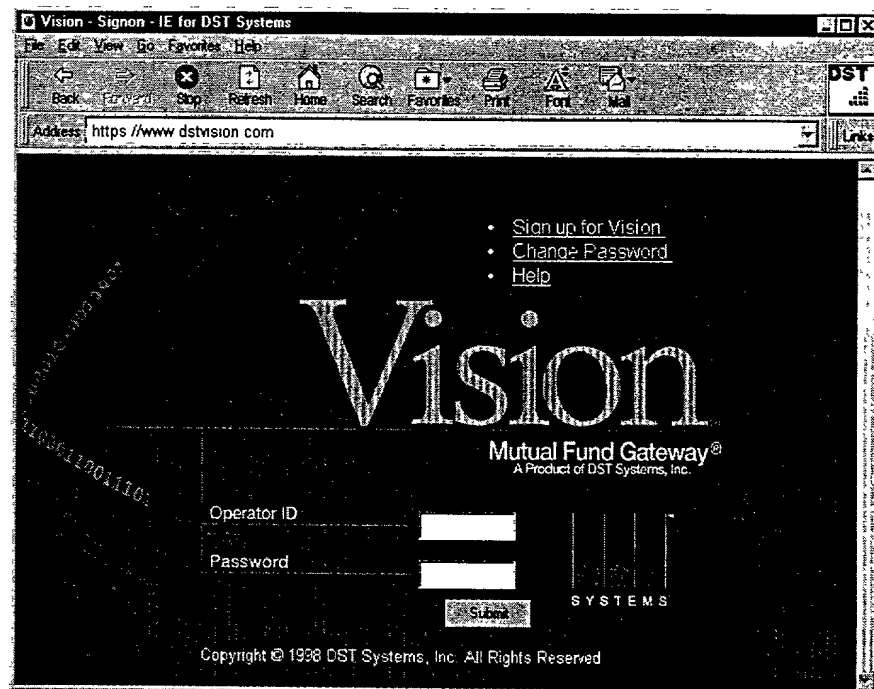 Vision - Signon - IE for DST Systems
File Edit View Go Favorites Help
Back Forward Stop Refresh Home Search Favorites Print Font Mail
DST
Address https //www dstvision com
Links
• Sign up for Vision
• Change Password
• Help
Vision
Mutual Fund Gateway®
A Product of DST Systems, Inc.
Operator ID
Password
SYSTEMS
Submit
Copyright © 1998 DST Systems, Inc. All Rights Reserved